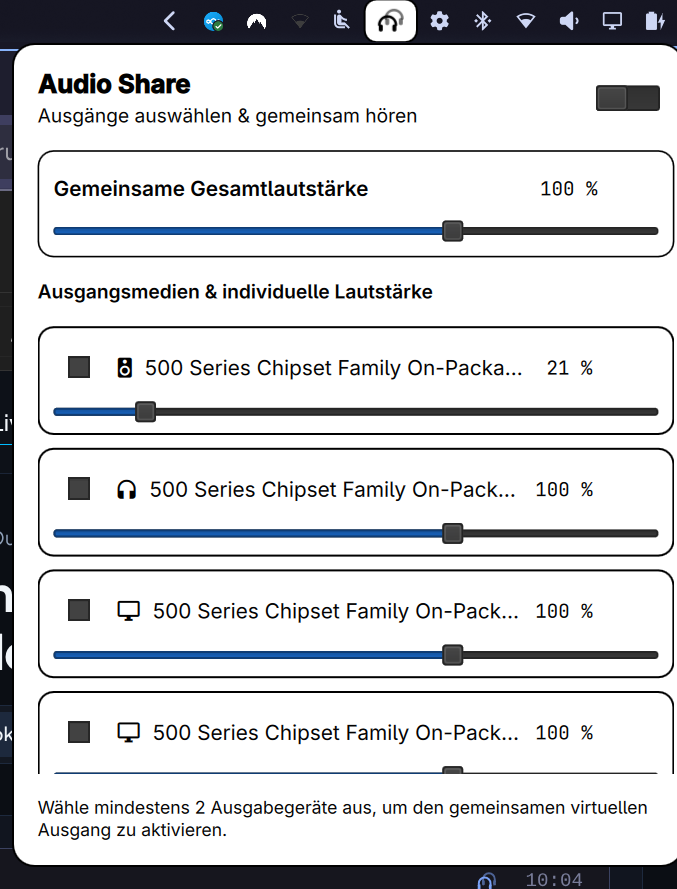 Audio Share
Ausgänge auswählen & gemeinsam hören
Gemeinsame Gesamtlautstärke 100 %
Ausgangsmedien & individuelle Lautstärke
500 Series Chipset Family On-Packa... 21 %
500 Series Chipset Family On-Pack... 100 %
500 Series Chipset Family On-Pack... 100 %
500 Series Chipset Family On-Pack... 100 %
Wähle mindestens 2 Ausgabegeräte aus, um den gemeinsamen virtuellen
Ausgang zu aktivieren.
10:04